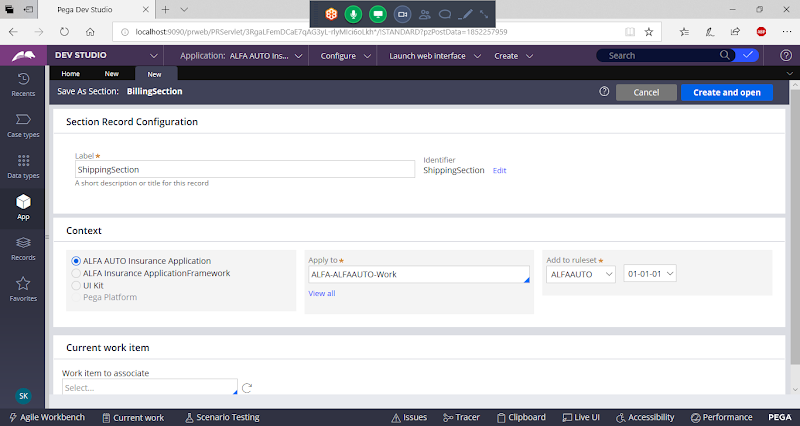 Pega Dev Studio
localhost:9090/prweb/PRServlet/3RgaLFemDCaE7qAG3yL-rlyMIci6oLkh*/!STANDARD?pzPostData=1852257959
DEV STUDIO
Application: ALFA AUTO Ins...
Configure
Launch web interface
Create
Search
Home
New
New
Recents
Case types
Data types
App
Records
Favorites
SK
Save As Section: BillingSection
Cancel
Create and open
Section Record Configuration
Label ★
ShippingSection
A short description or title for this record
Identifier
ShippingSection Edit
Context
ALFA AUTO Insurance Application
ALFA Insurance ApplicationFramework
UI Kit
Pega Platform
Apply to ★
ALFA-ALFAAUTO-Work
View all
Add to ruleset ★
ALFAAUTO
01-01-01
Current work item
Work item to associate
Select...
Agile Workbench
Current work
Scenario Testing
Issues
Tracer
Clipboard
Live UI
Accessibility
Performance
PEGA